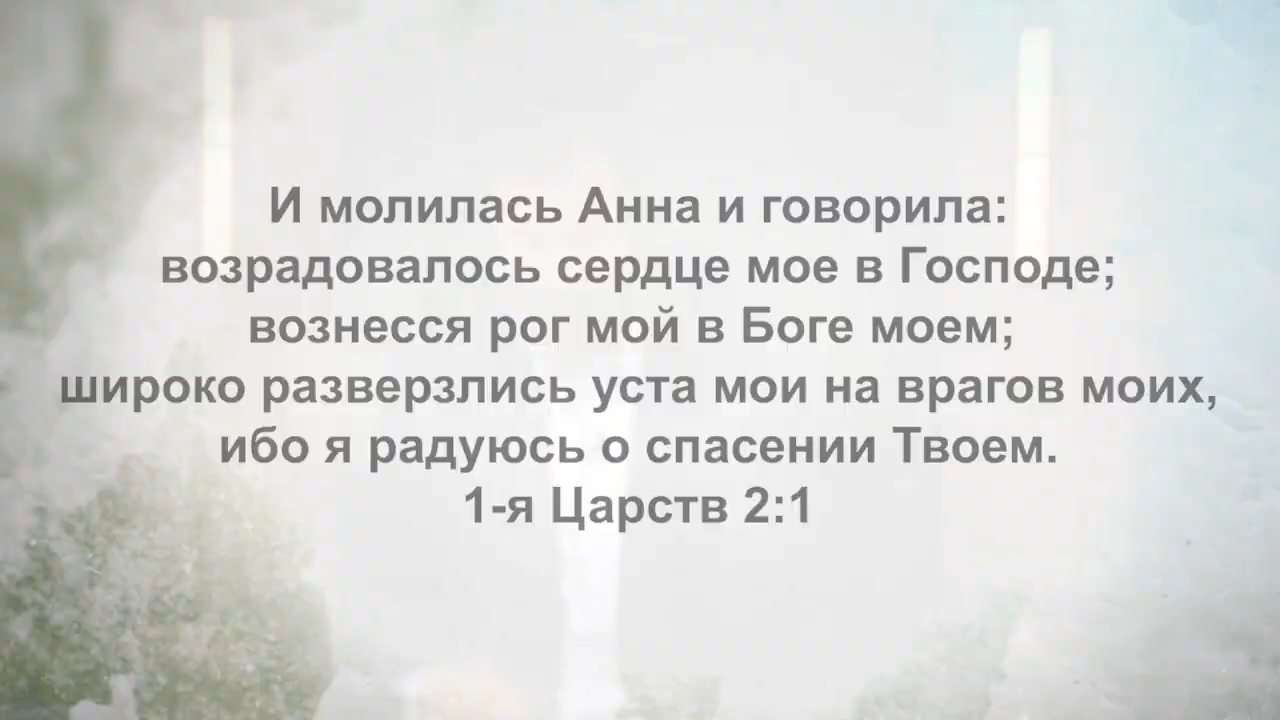 И молилась Анна и говорила:
возрадовалось сердце мое в Господе;
вознесся рог мой в Боге моем;
широко разверзлись уста мои на врагов моих,
ибо я радуюсь о спасении Твоем.
1-я Царств 2:1